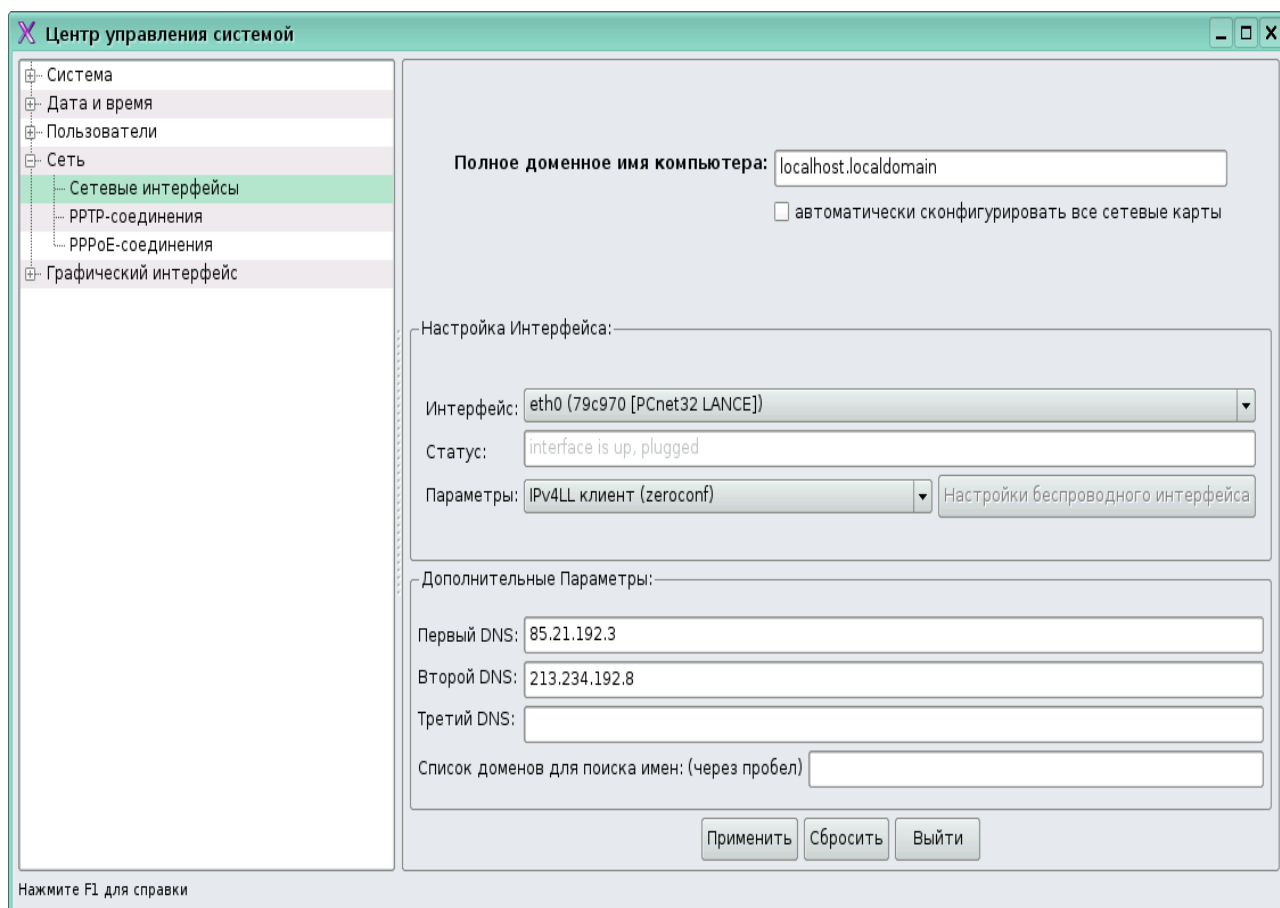 Центр управления системой
Система
Дата и время
Пользователи
Сеть
Сетевые интерфейсы
PPTP-соединения
PPPoE-соединения
Графический интерфейс
Полное доменное имя компьютера: localhost.localdomain
автоматически сконфигурировать все сетевые карты
Настройка Интерфейса:
Интерфейс: eth0 (79c970 [PCnet32 LANCE])
Статус: interface is up, plugged
Параметры: IPv4LL клиент (zeroconf) Настройки беспроводного интерфейса
Дополнительные Параметры:
Первый DNS: 85.21.192.3
Второй DNS: 213.234.192.8
Третий DNS:
Список доменов для поиска имен: (через пробел)
Применить Сбросить Выйти
Нажмите F1 для справки